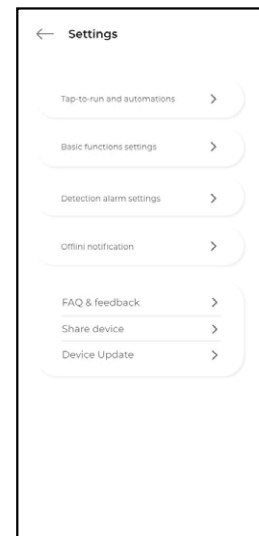 Settings
Tap-to-run and automations
Basic functions settings
Detection alarm settings
Offlini notification
FAQ & feedback
Share device
Device Update